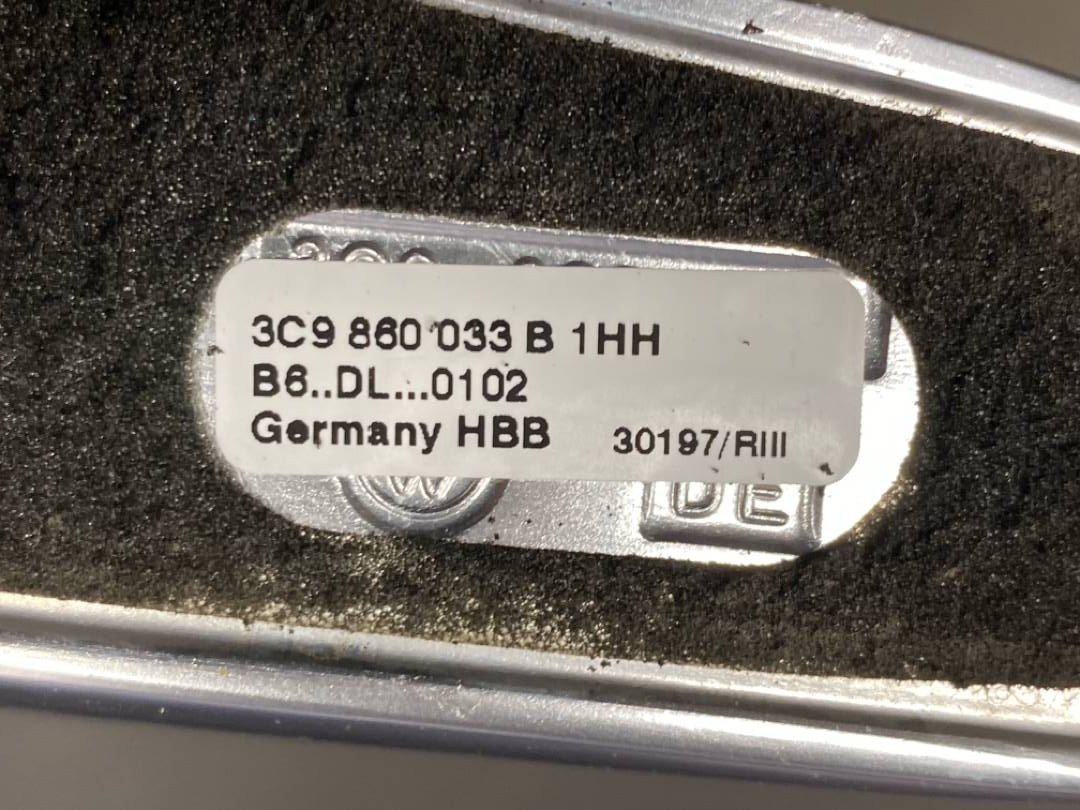 3C9 860 033 B 1HH
B6..DL...0102
Germany HBB 30197/RIII
DE